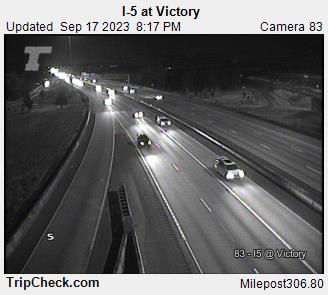 I-5 at Victory
Updated Sep 17 2023 8:17 PM Camera 83
S
83 - I5 @ Victory
TripCheck.com Milepost306.80